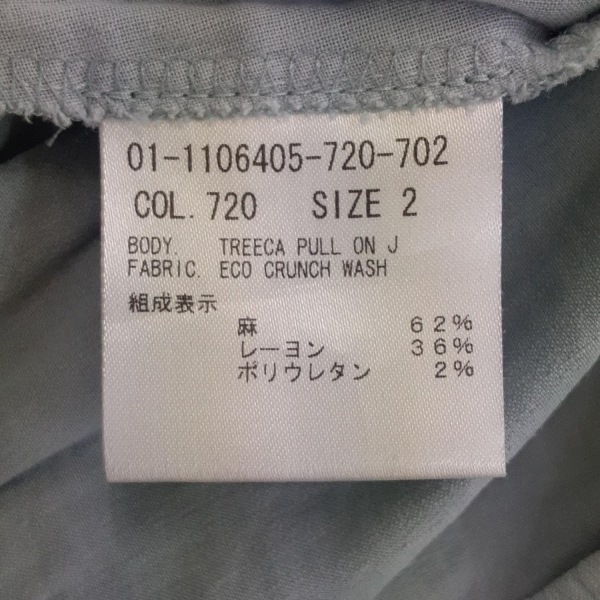 01-1106405-720-702
COL. 720 SIZE 2
BODY. TREECA PULL ON J
FABRIC. ECO CRUNCH WASH
組成表示
麻 62%
レーヨン 36%
ポリウレタン 2%